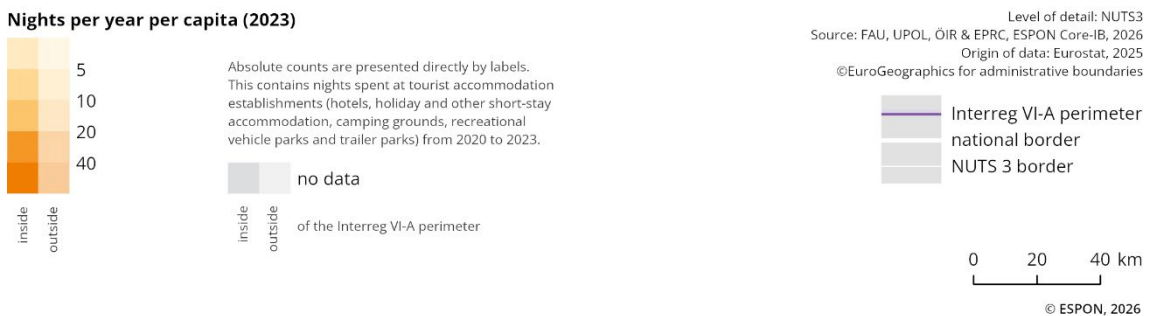 Nights per year per capita (2023)
5
10
20
40
inside
outside
Absolute counts are presented directly by labels.
This contains nights spent at tourist accommodation
establishments (hotels, holiday and other short-stay
accommodation, camping grounds, recreational
vehicle parks and trailer parks) from 2020 to 2023.
no data
inside
outside
of the Interreg VI-A perimeter
Level of detail: NUTS3
Source: FAU, UPOL, ÖIR & EPRC, ESPON Core-IB, 2026
Origin of data: Eurostat, 2025
©EuroGeographics for administrative boundaries
Interreg VI-A perimeter
national border
NUTS 3 border
0 20 40 km
© ESPON, 2026